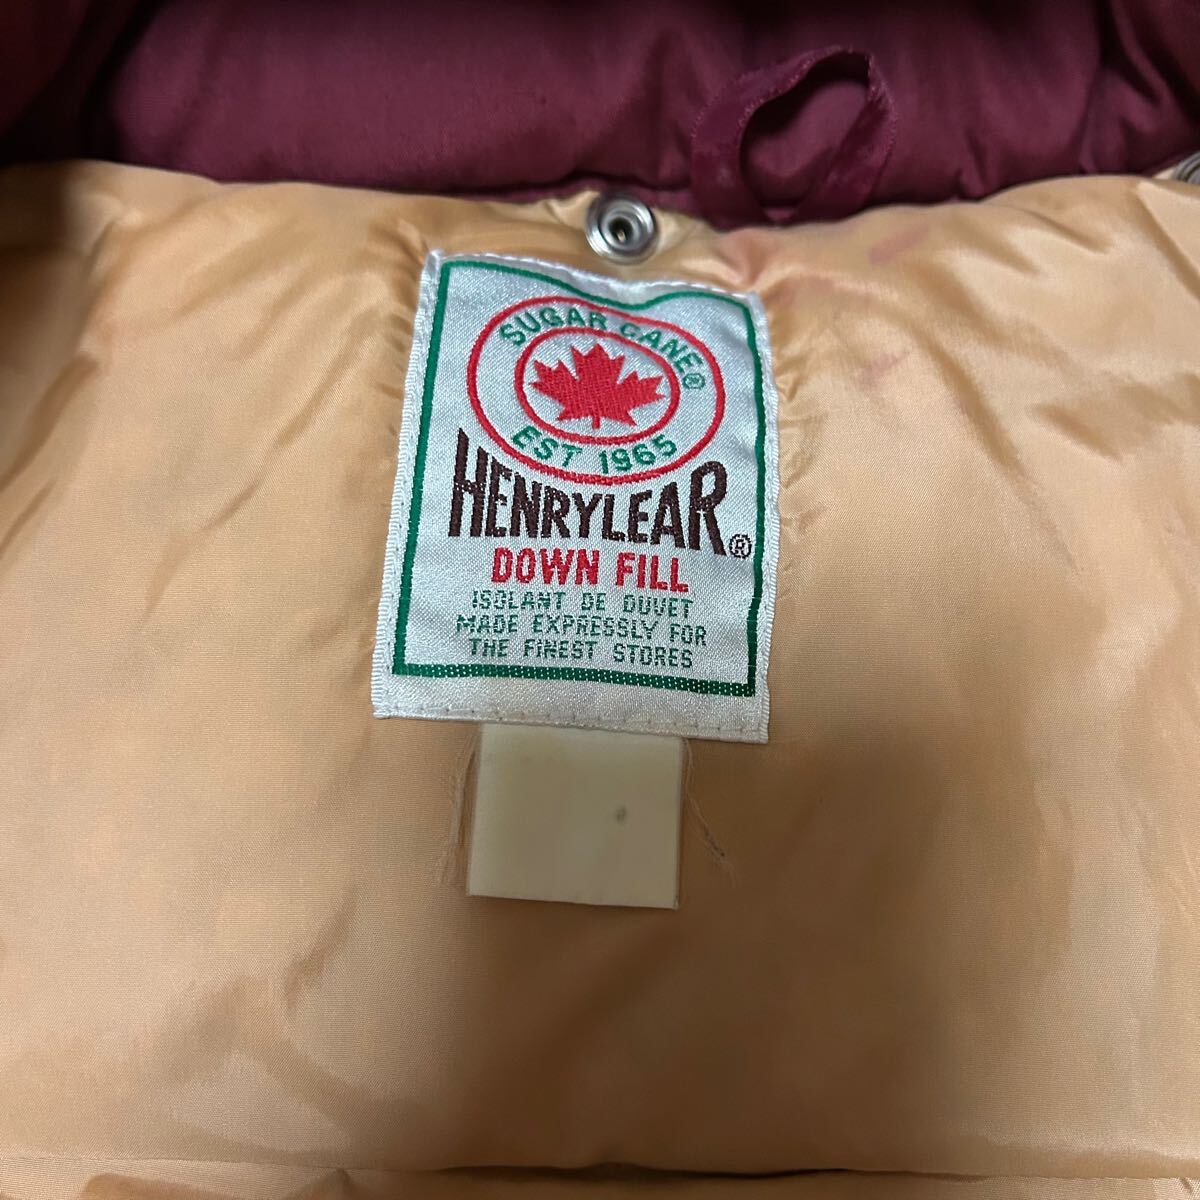 SUGAR CANE®
EST 1965
HENRYLEAR®
DOWN FILL
ISOLANT DE DUVET
MADE EXPRESSLY FOR
THE FINEST STORES